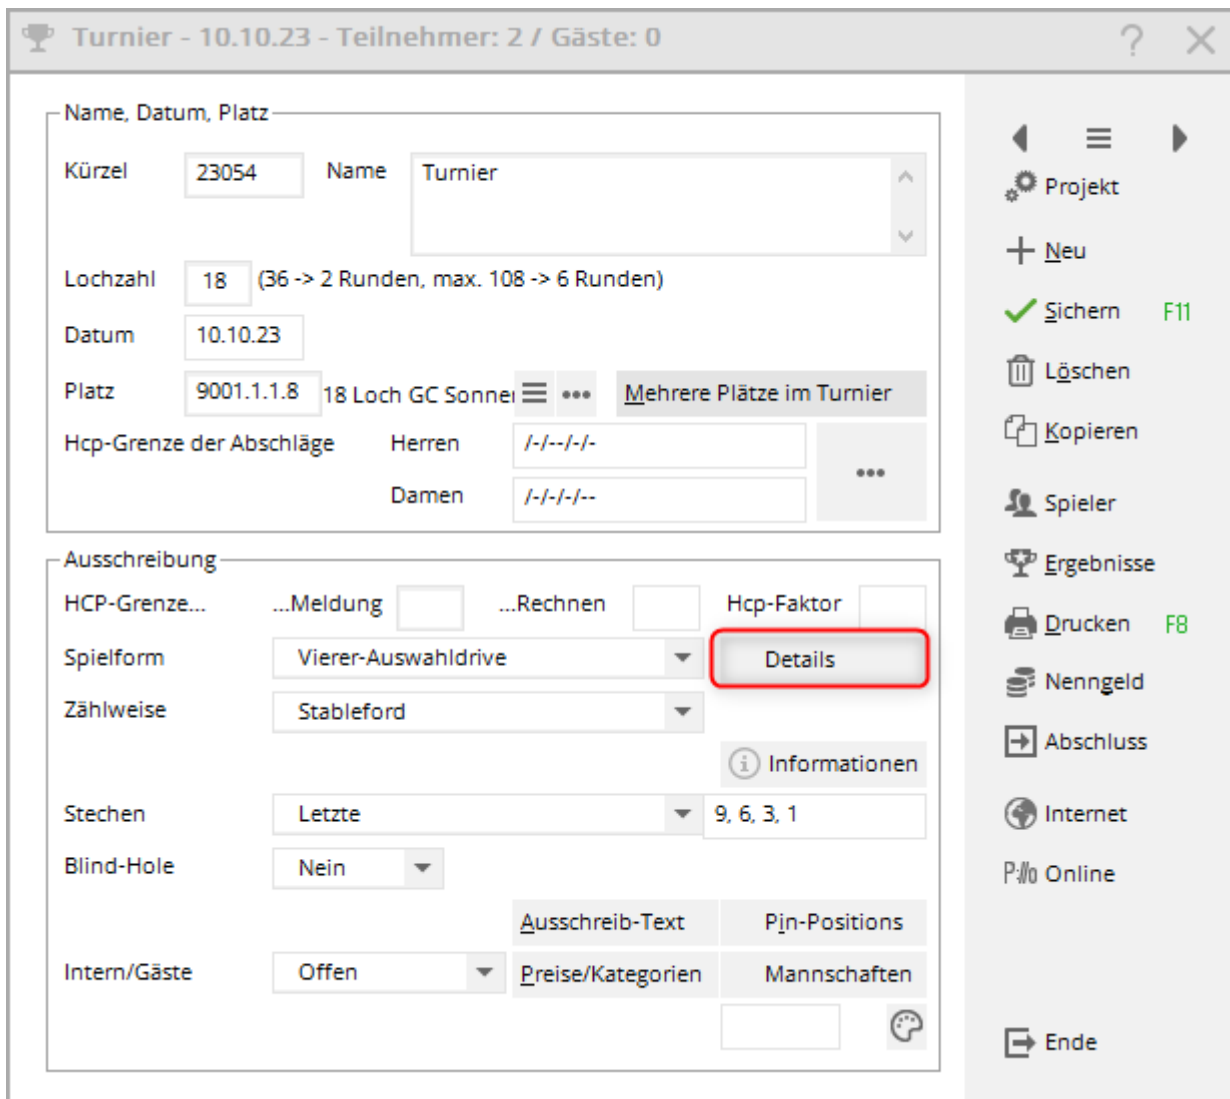 Turnier - 10.10.23 - Teilnehmer: 2 / Gäste: 0
Name, Datum, Platz
Kürzel 23054 Name Turnier
Lochzahl 18 (36 -> 2 Runden, max. 108 -> 6 Runden)
Datum 10.10.23
Platz 9001.1.1.8 18 Loch GC Sonne Mehrere Plätze im Turnier
Hcp-Grenze der Abschläge Herren /-/--/-/-
Damen /-/-/-/--
Ausschreibung
HCP-Grenze... ...Meldung ...Rechnen Hcp-Faktor
Spielform Vierer-Auswahldrive Details
Zählweise Stableford
Informationen
Stechen Letzte 9, 6, 3, 1
Blind-Hole Nein
Ausschreib-Text Pin-Positions
Intern/Gäste Offen Preise/Kategorien Mannschaften
Projekt
Neu
Sichern F11
Löschen
Kopieren
Spieler
Ergebnisse
Drucken F8
Nenngeld
Abschluss
Internet
P:// Online
Ende